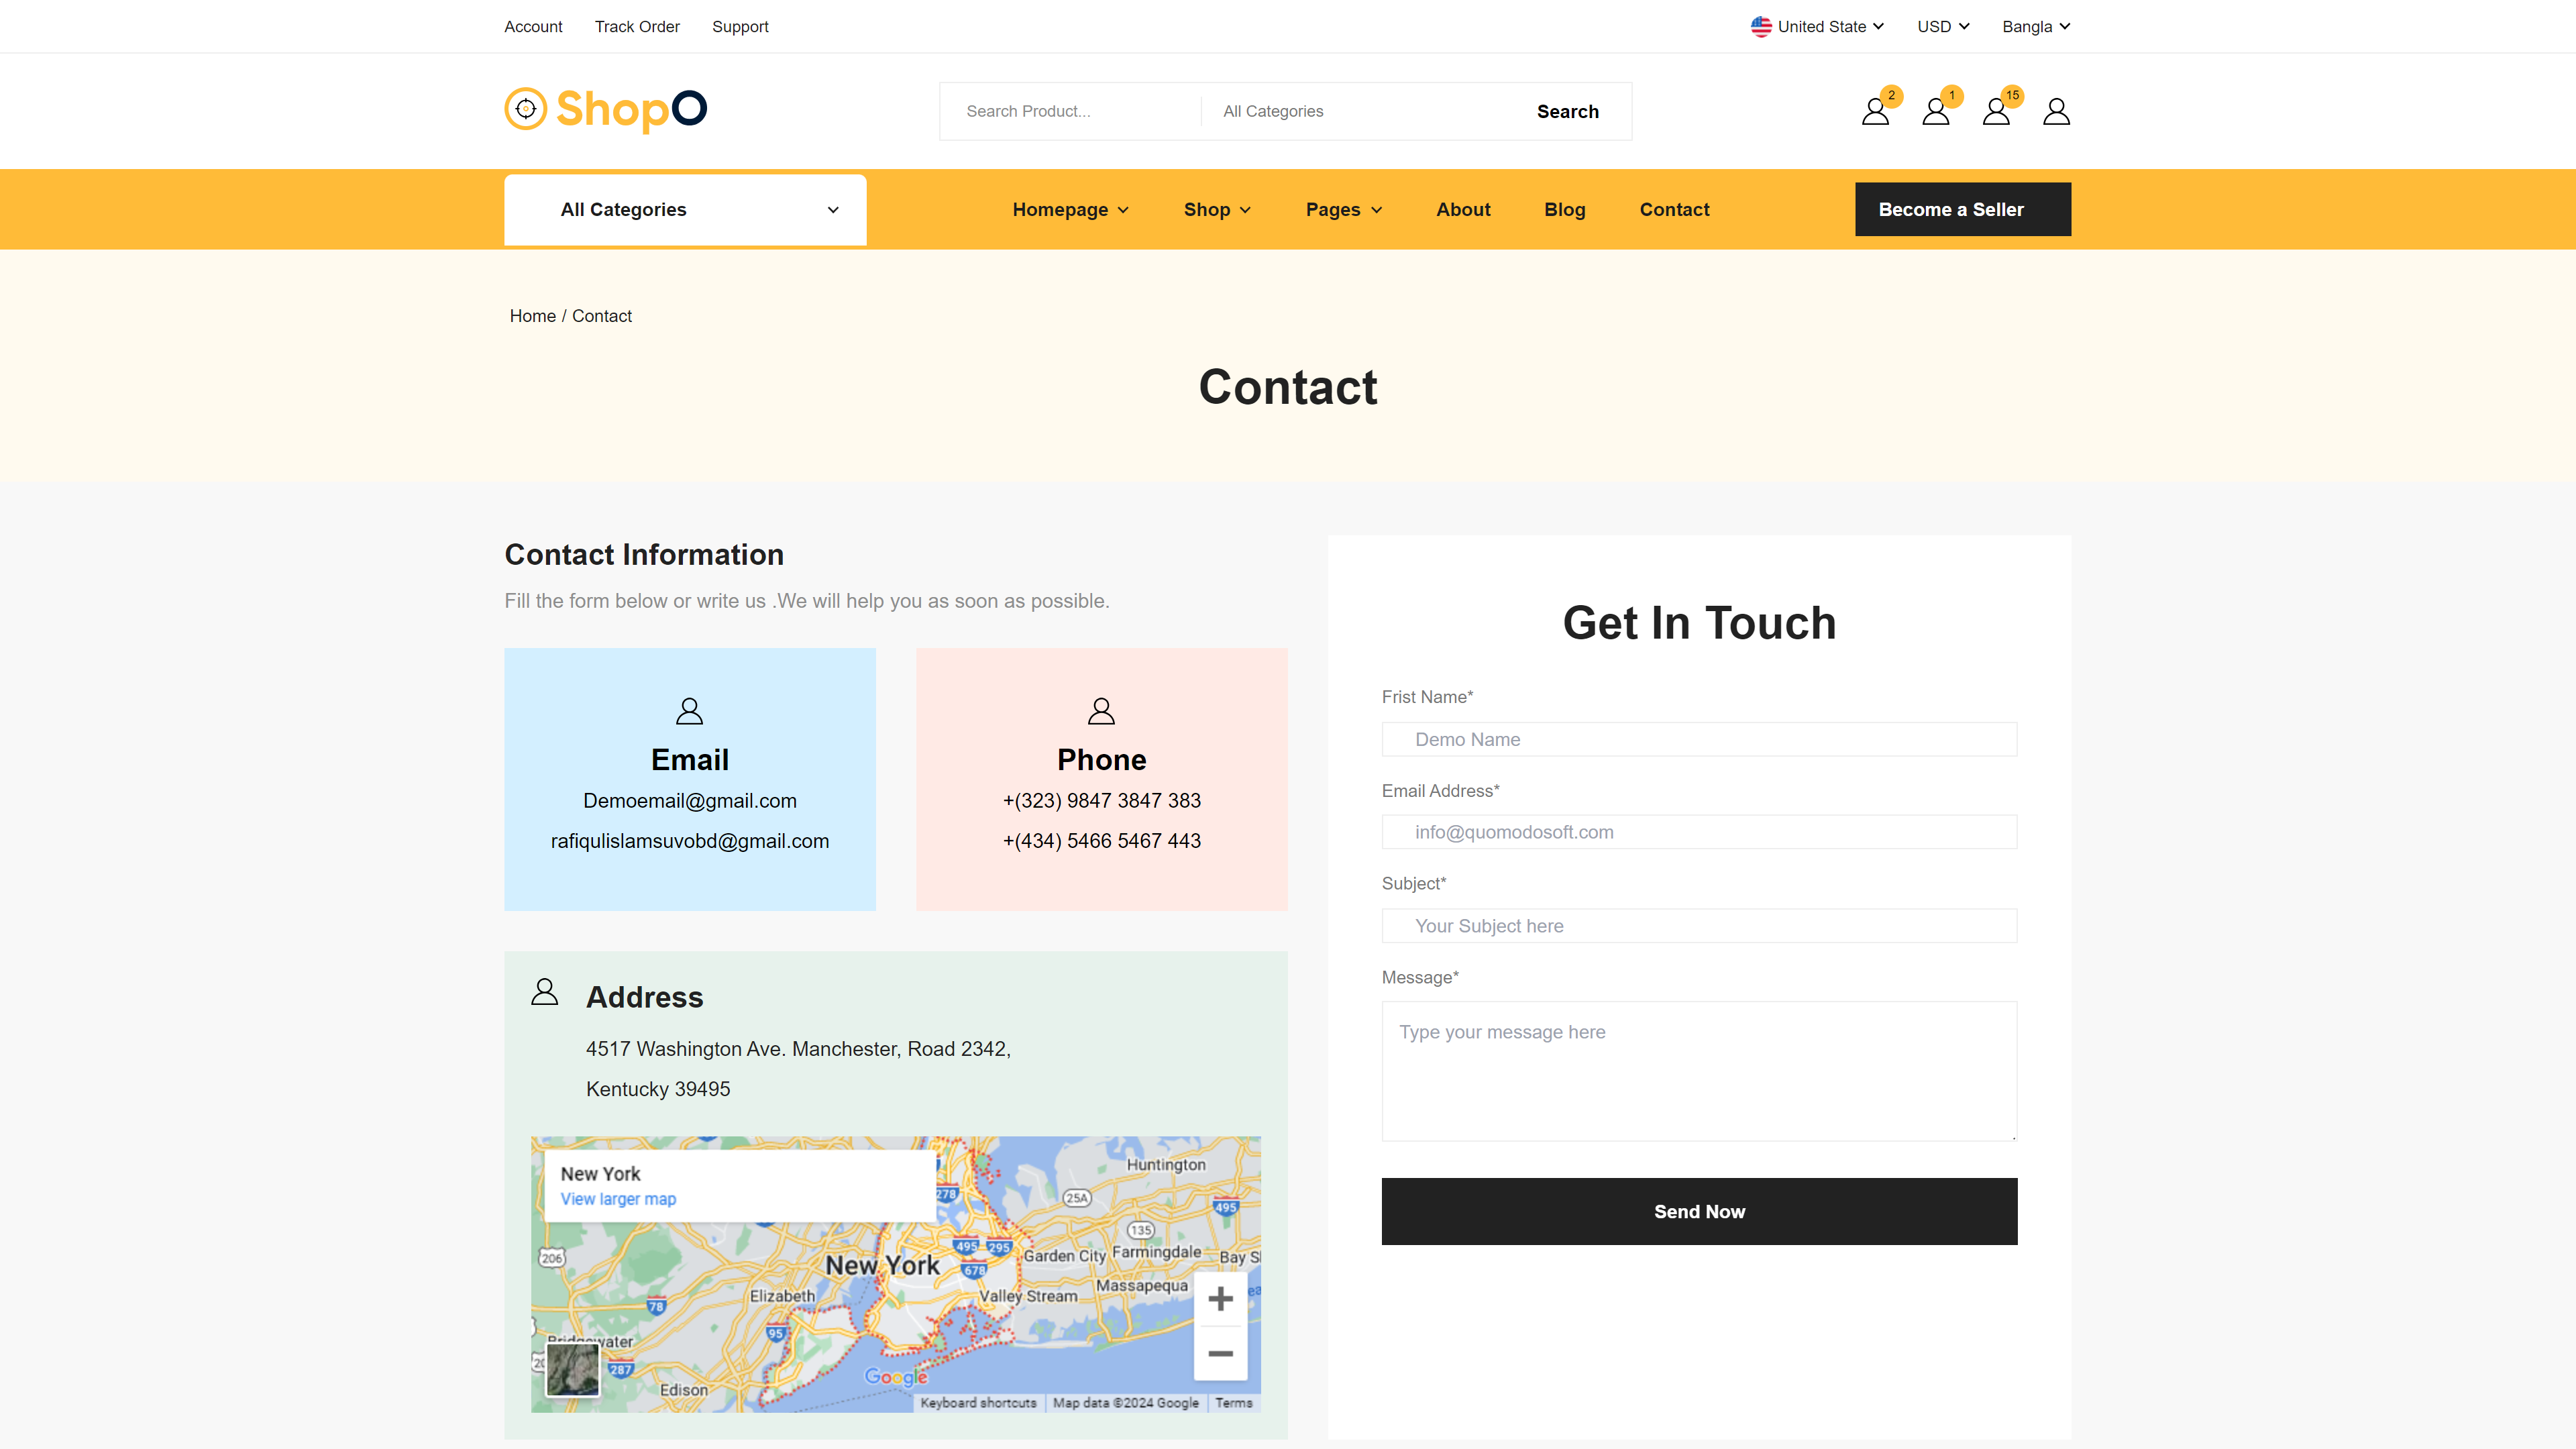 Account Track Order Support United State USD Bangla
ShopO Search Product... All Categories Search 2 1 15
All Categories Homepage Shop Pages About Blog Contact Become a Seller
Home / Contact
Contact
Contact Information
Fill the form below or write us .We will help you as soon as possible.
Email
Demoemail@gmail.com
rafiqulislamsuvobd@gmail.com
Phone
+(323) 9847 3847 383
+(434) 5466 5467 443
Address
4517 Washington Ave. Manchester, Road 2342,
Kentucky 39495
New York
View larger map
Huntington
278
25A
495
135
206
495 295
Garden City Farmingdale
New York
678
Massapequa
Elizabeth
Valley Stream
78
95
287
Edison
Google
Keyboard shortcuts Map data ©2024 Google Terms
Get In Touch
Frist Name*
Demo Name
Email Address*
info@quomodosoft.com
Subject*
Your Subject here
Message*
Type your message here
Send Now